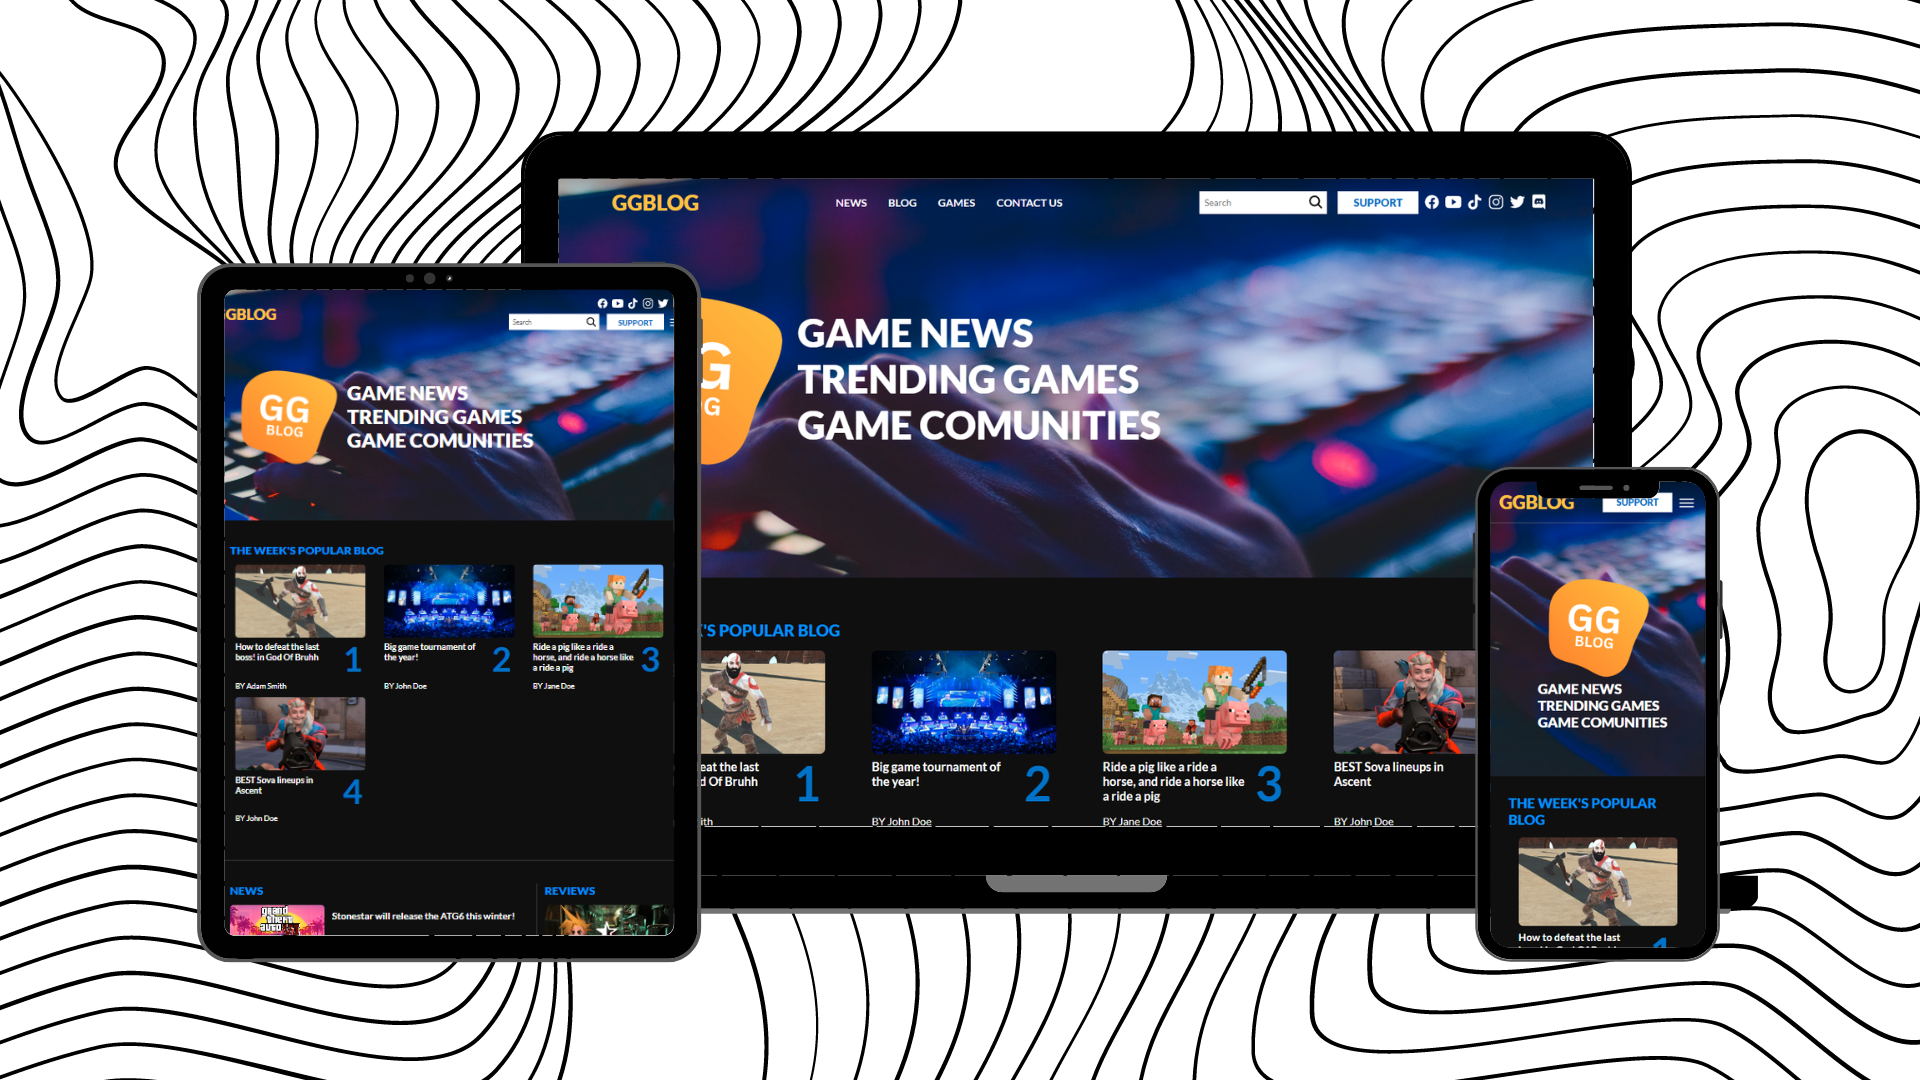 GGBLOG
NEWS BLOG GAMES CONTACT US
Search
SUPPORT
G
G
GAME NEWS
TRENDING GAMES
GAME COMUNITIES
'S POPULAR BLOG
eat the last
d Of Bruhh
1
ith
Big game tournament of
the year!
2
BY John Doe
Ride a pig like a ride a
horse, and ride a horse like
a ride a pig
3
BY Jane Doe
BEST Sova lineups in
Ascent
BY John Doe
GBLOG
Search
SUPPORT
GG
BLOG
GAME NEWS
TRENDING GAMES
GAME COMUNITIES
THE WEEK'S POPULAR BLOG
How to defeat the last
boss! in God Of Bruhh
1
BY Adam Smith
Big game tournament of
the year!
2
BY John Doe
Ride a pig like a ride a
horse, and ride a horse like
a ride a pig
3
BY Jane Doe
BEST Sova lineups in
Ascent
4
BY John Doe
NEWS
grand
theft
auto
Stonestar will release the ATG6 this winter!
REVIEWS
GGBLOG
SUPPORT
GG
BLOG
GAME NEWS
TRENDING GAMES
GAME COMUNITIES
THE WEEK'S POPULAR
BLOG
How to defeat the last
1